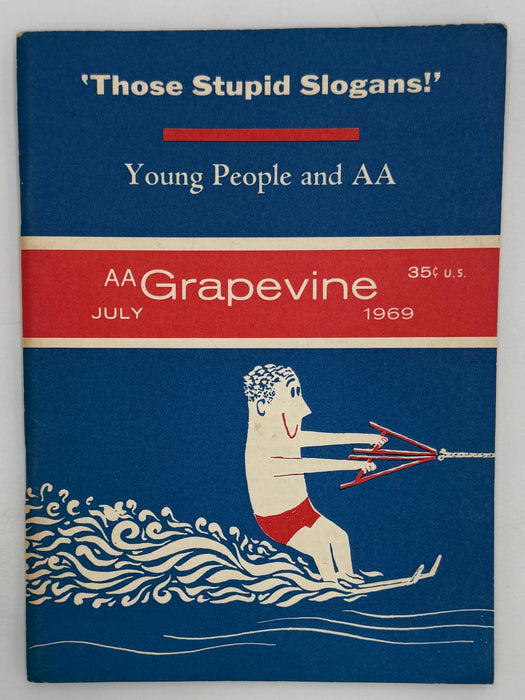 ‘Those Stupid Slogans!’
Young People and AA
AA Grapevine 35¢ U.S.
JULY 1969